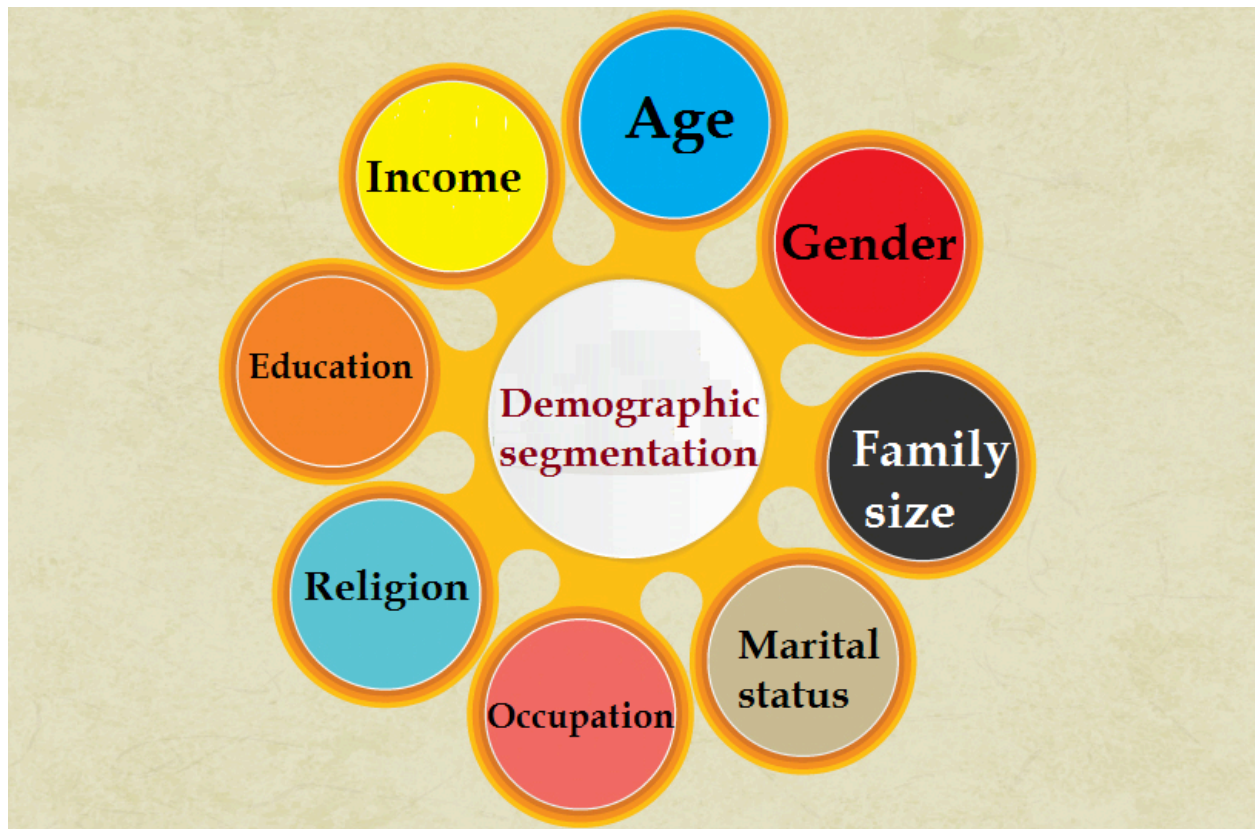 Age
Gender
Family
size
Marital
status
Occupation
Religion
Education
Income
Demographic
segmentation